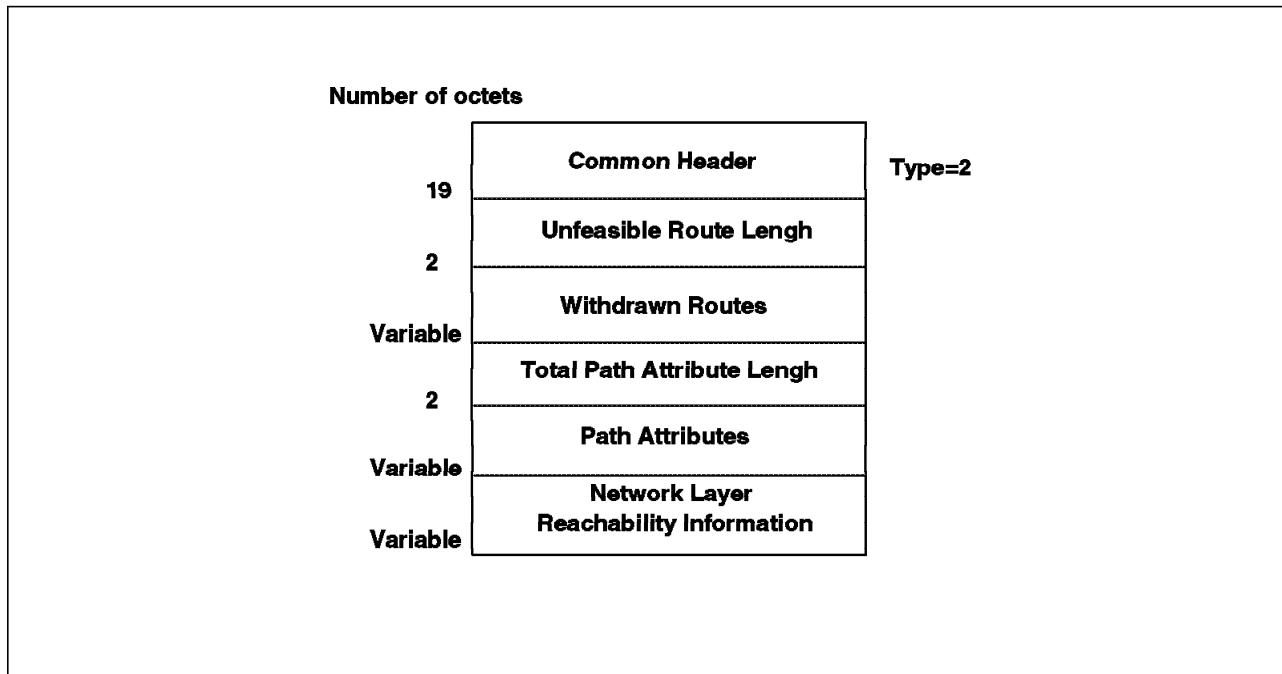 Number of octets
Common Header
Type=2
19
Unfeasible Route Lengh
2
Withdrawn Routes
Variable
Total Path Attribute Lengh
2
Path Attributes
Variable
Network Layer
Reachability Information
Variable